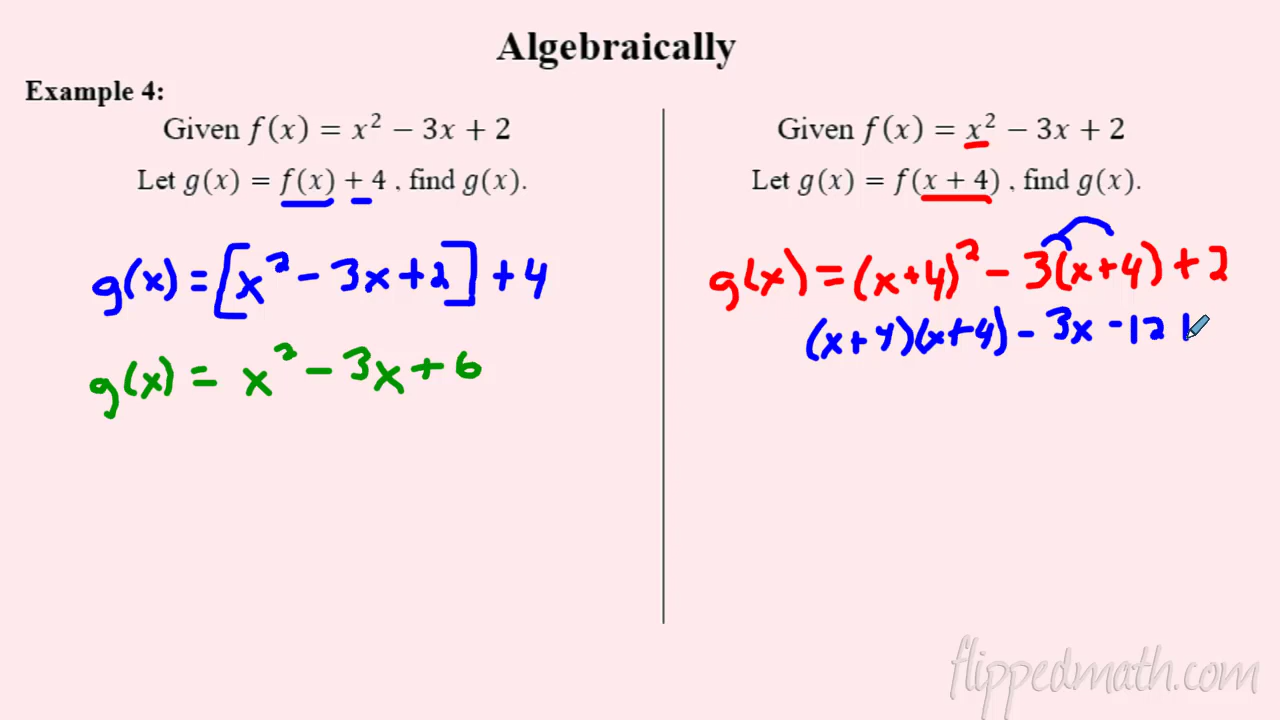 Algebraically
Example 4:
Given f(x) = x² − 3x + 2
Let g(x) = f(x) + 4 , find g(x).
g(x) = [x² − 3x + 2] + 4
g(x) = x² − 3x + 6
Given f(x) = x² − 3x + 2
Let g(x) = f(x + 4) , find g(x).
g(x) = (x+4)² − 3(x+4) + 2
(x+4)(x+4) − 3x − 12
flippedmath.com